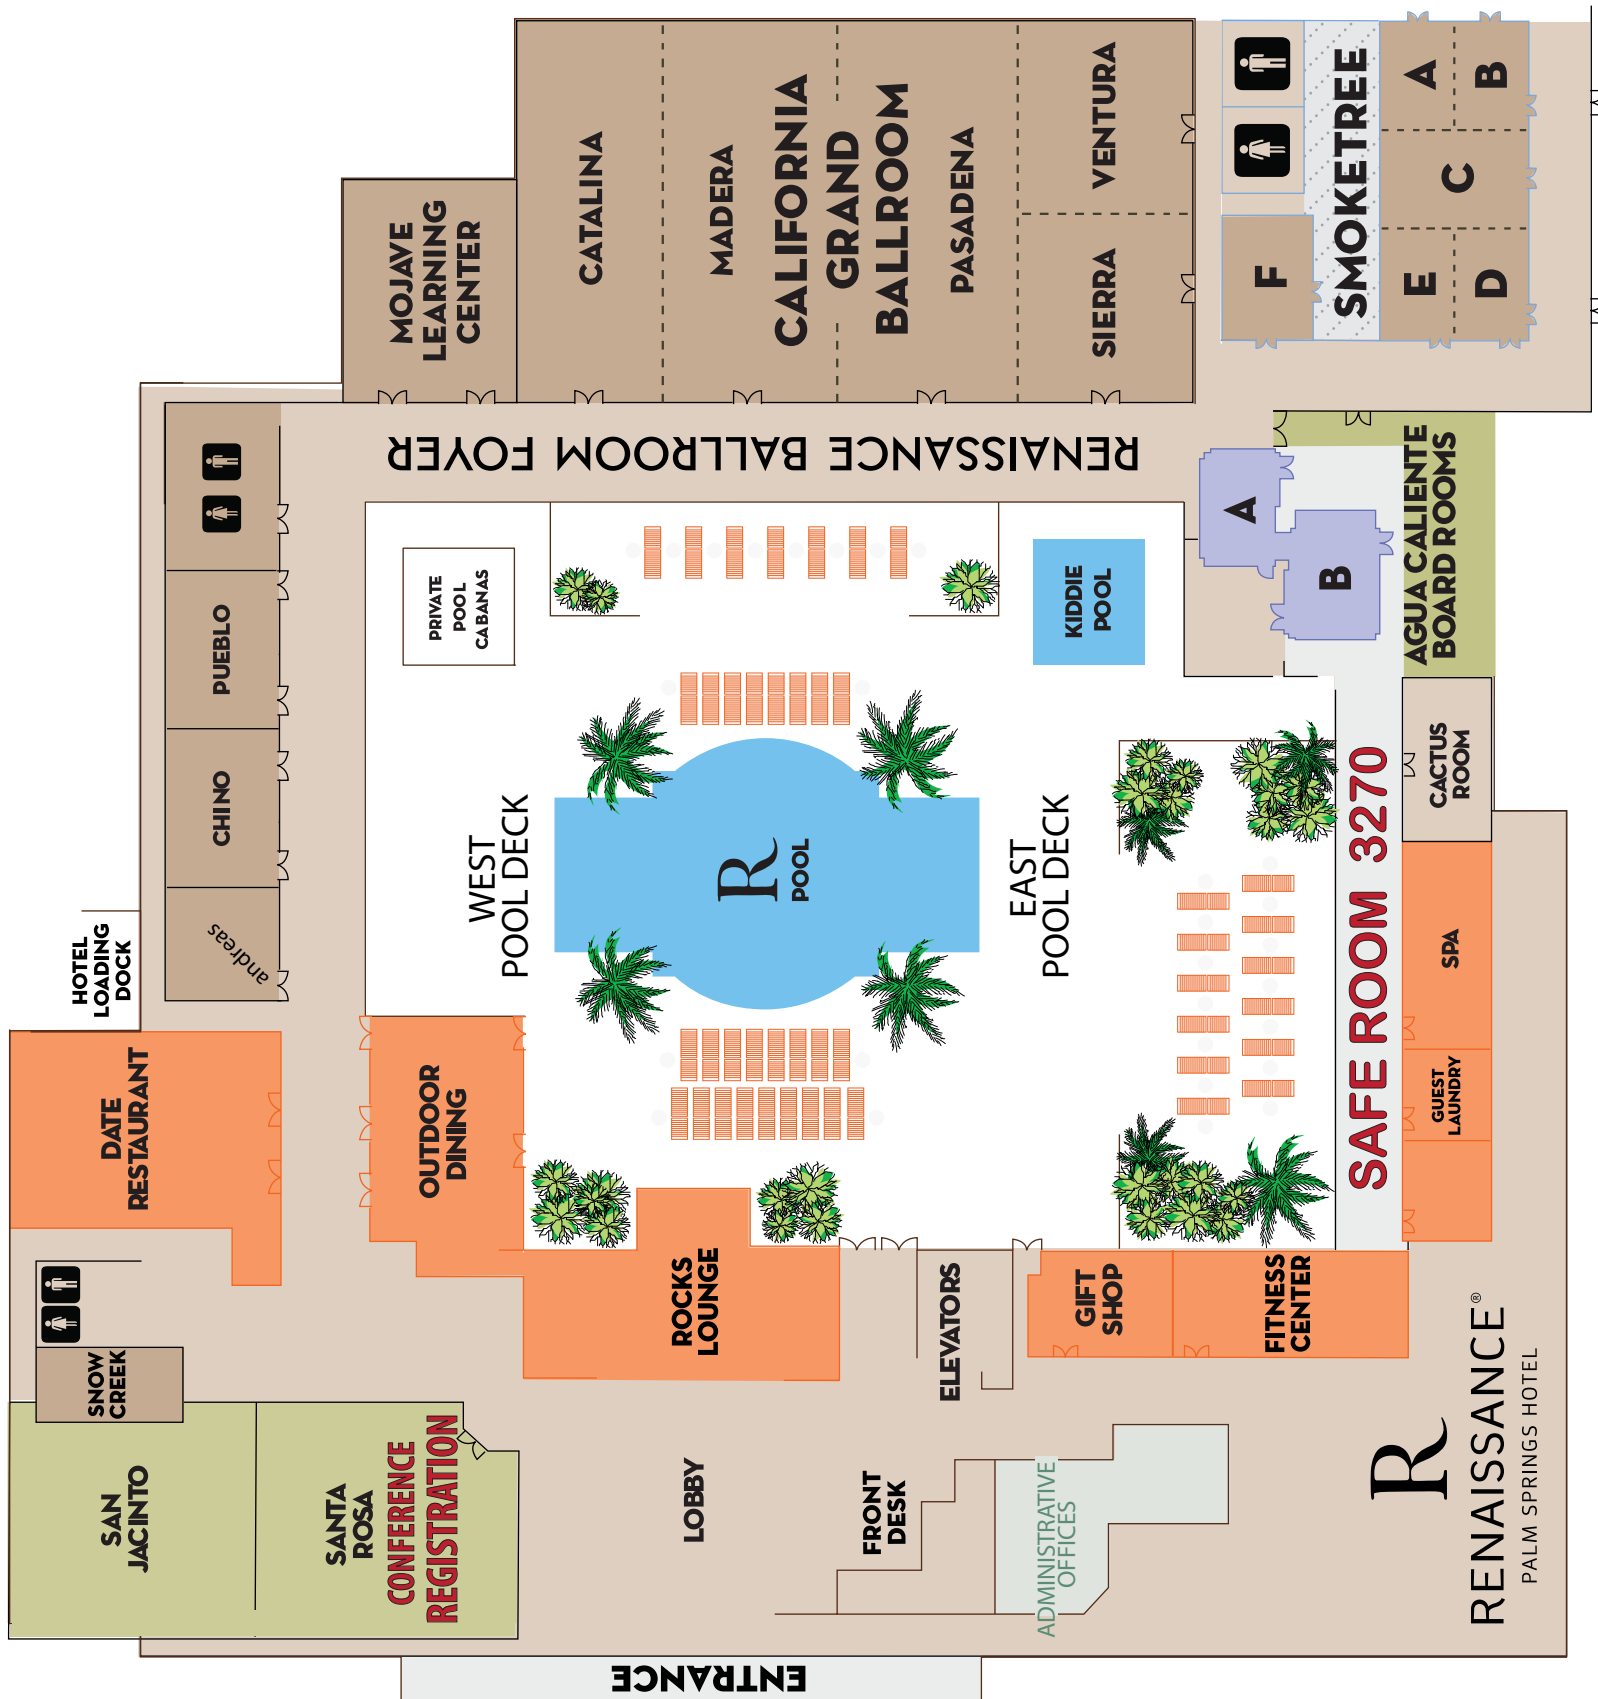 MOJAVE
LEARNING
CENTER
CATALINA
MADERA
CALIFORNIA
GRAND
BALLROOM
PASADENA
VENTURA
SIERRA
SMOKETREE
A
B
C
D
E
F
RENAISSANCE BALLROOM FOYER
PUEBLO
CHINO
andreas
HOTEL
LOADING
DOCK
PRIVATE
POOL
CABANAS
KIDDIE
POOL
A
B
AGUA CALIENTE
BOARD ROOMS
WEST
POOL DECK
R
POOL
EAST
POOL DECK
SAFE ROOM 3270
CACTUS
ROOM
SPA
GUEST
LAUNDRY
DATE
RESTAURANT
OUTDOOR
DINING
ROCKS
LOUNGE
ELEVATORS
GIFT
SHOP
FITNESS
CENTER
SNOW
CREEK
SAN
JACINTO
SANTA
ROSA
CONFERENCE
REGISTRATION
LOBBY
FRONT
DESK
ADMINISTRATIVE
OFFICES
ENTRANCE
R
RENAISSANCE®
PALM SPRINGS HOTEL